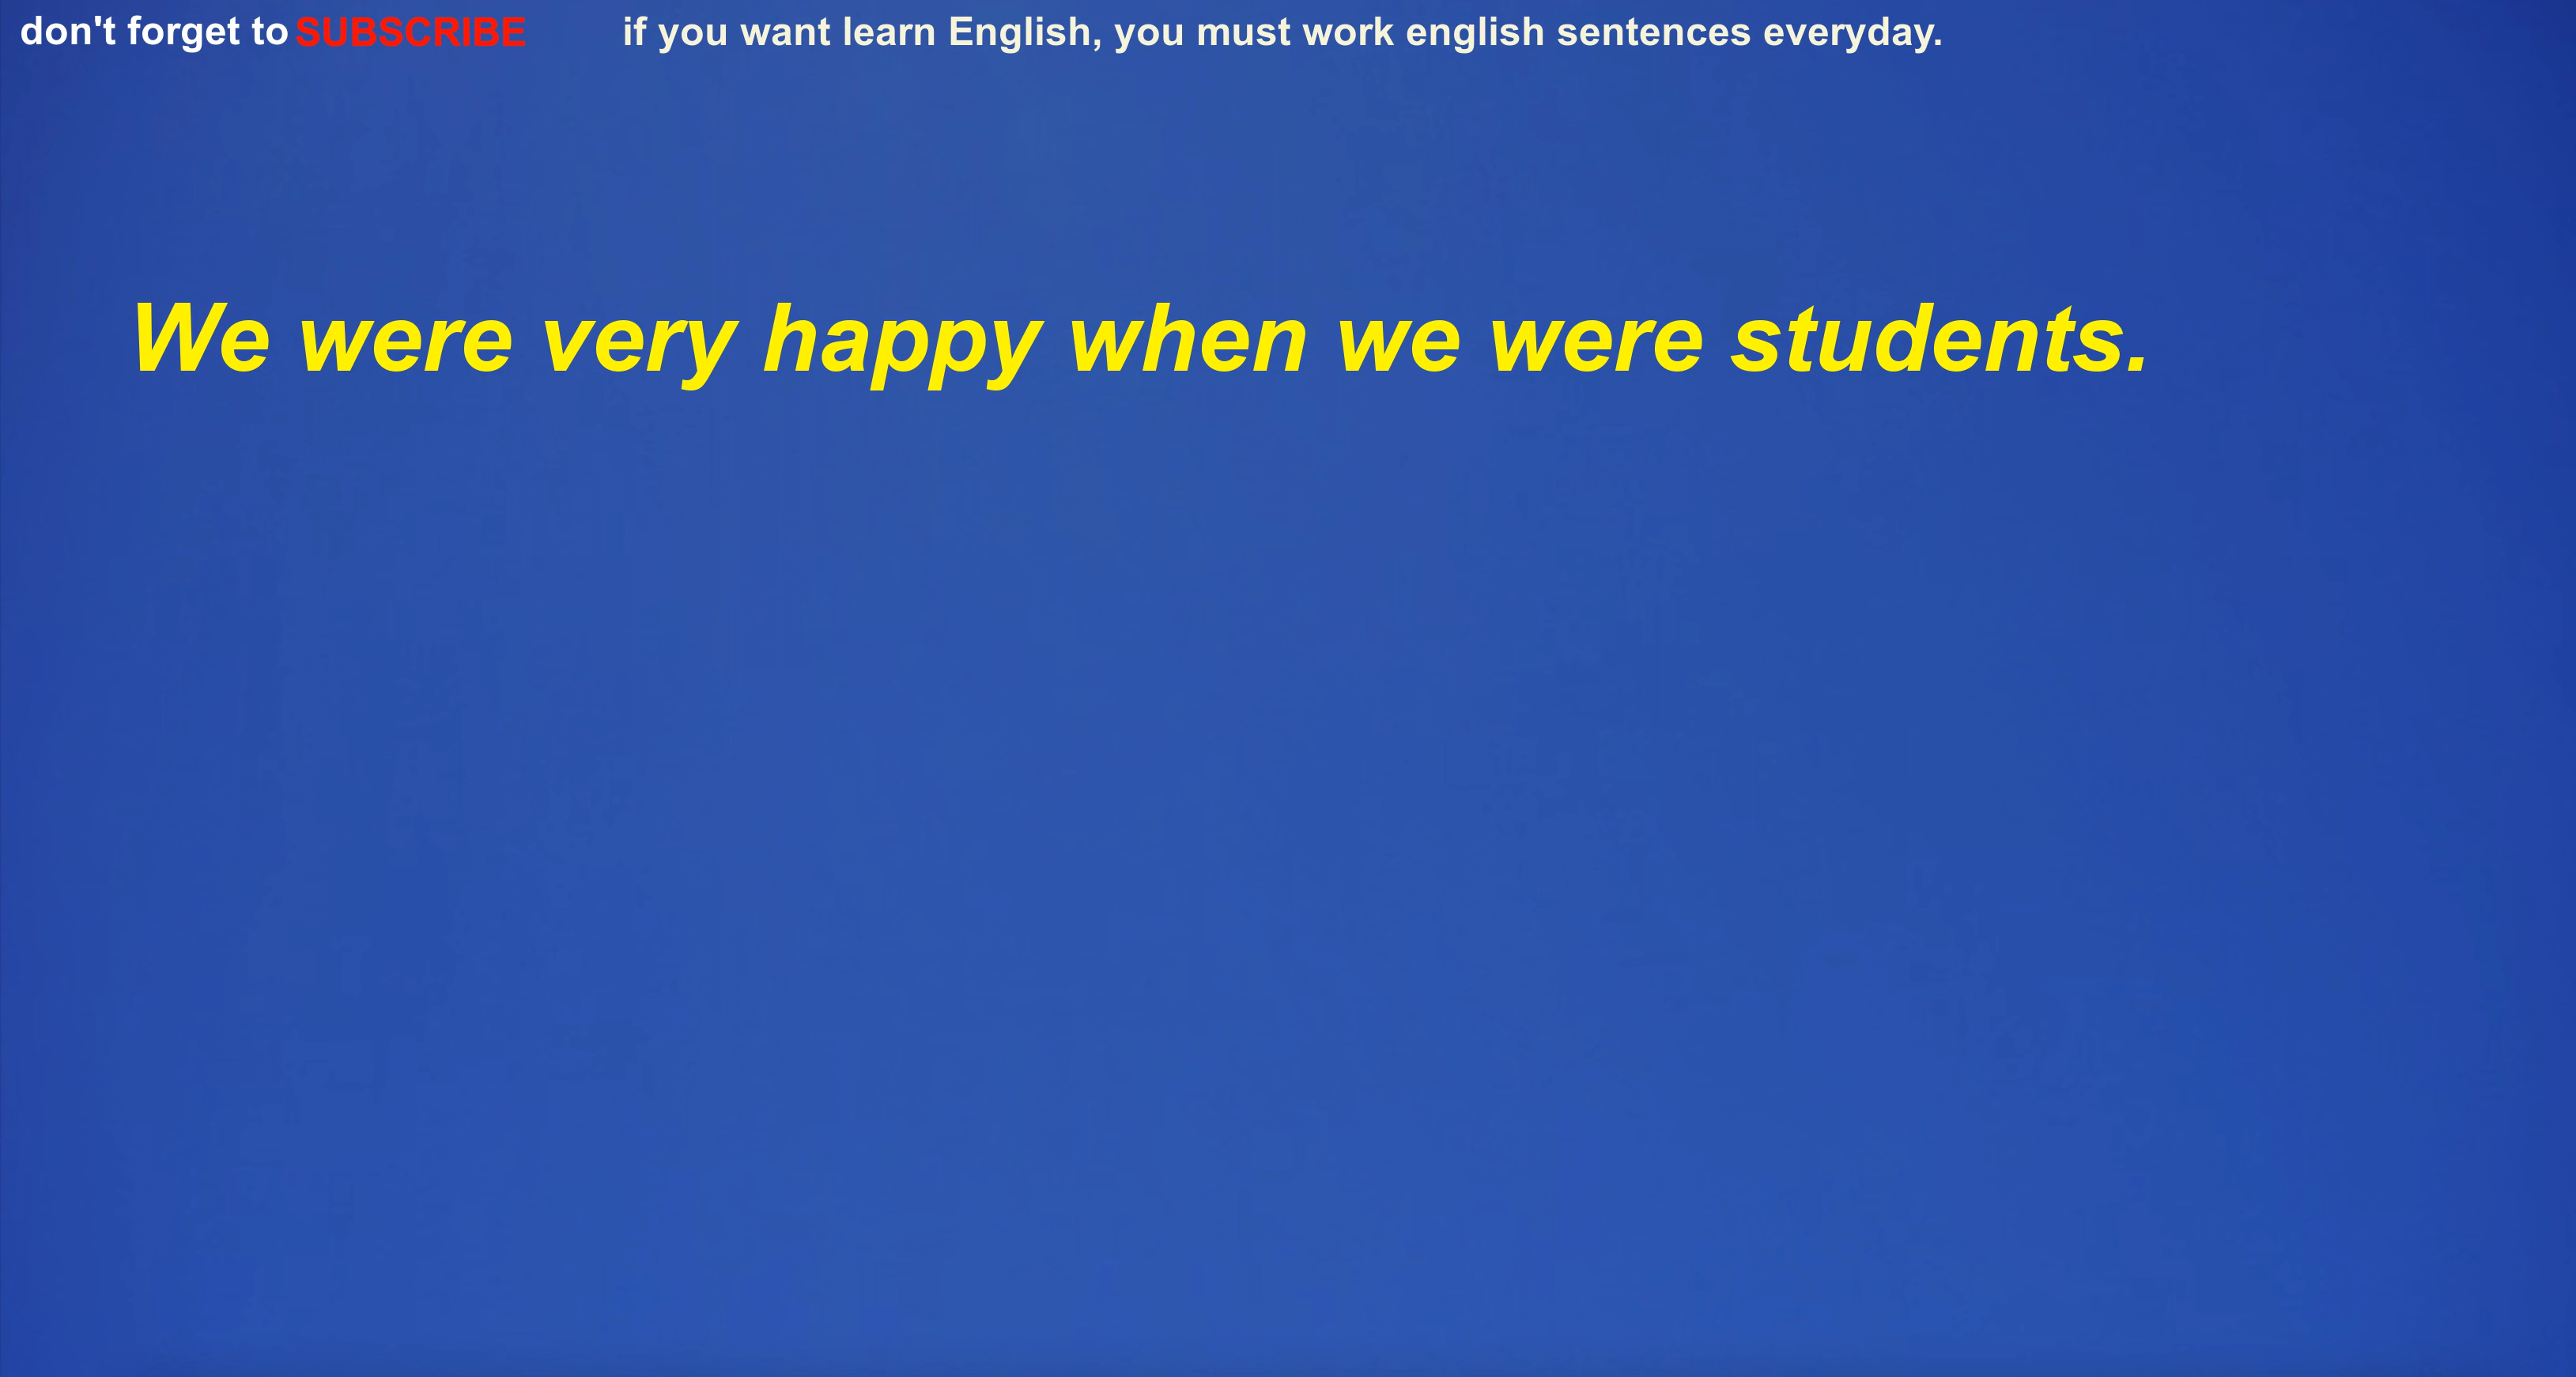 don't forget to SUBSCRIBE if you want learn English, you must work english sentences everyday.
We were very happy when we were students.